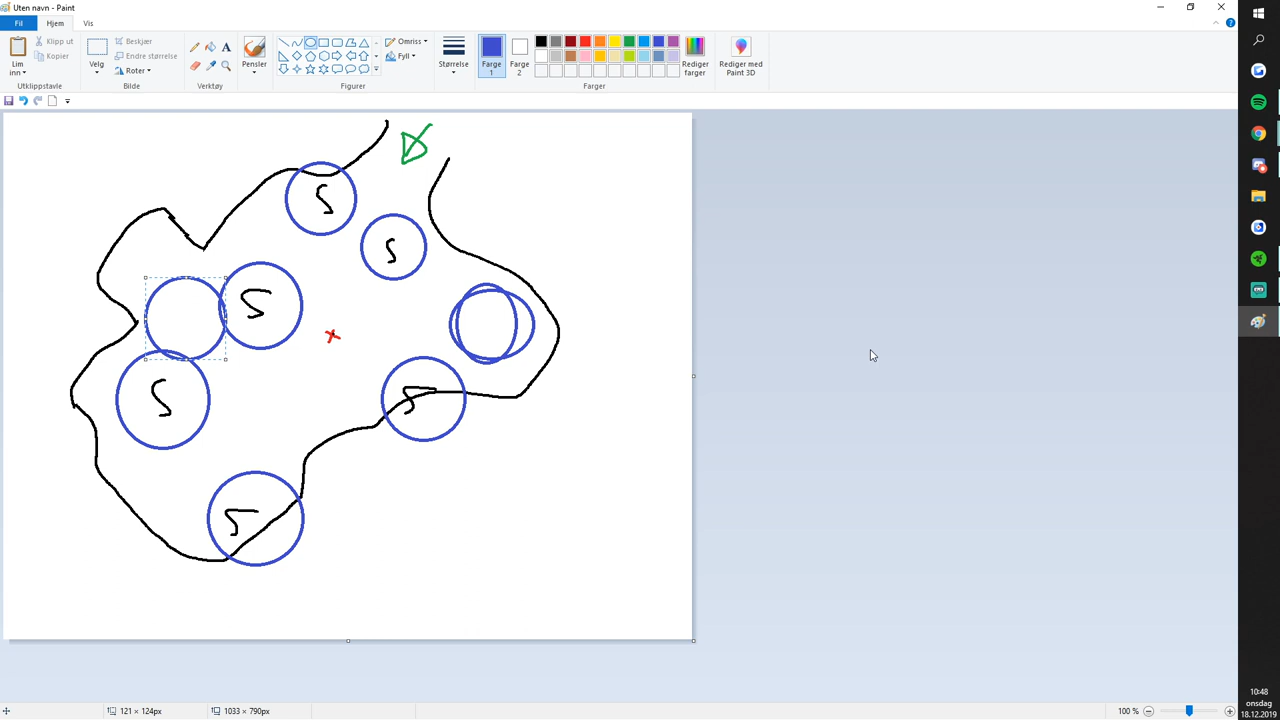 Uten navn - Paint
Fil Hjem Vis
Lim inn
Klipp ut
Kopier
Utklippstavle
Velg
Beskjær
Endre størrelse
Roter
Bilde
A
Verktøy
Pensler
Omriss
Fyll
Figurer
Størrelse
Farge 1
Farge 2
Rediger farger
Rediger med Paint 3D
Farger
S
S
S
S
S
S
121 × 124px
1033 × 790px
100 %
10:48
onsdag
18.12.2019